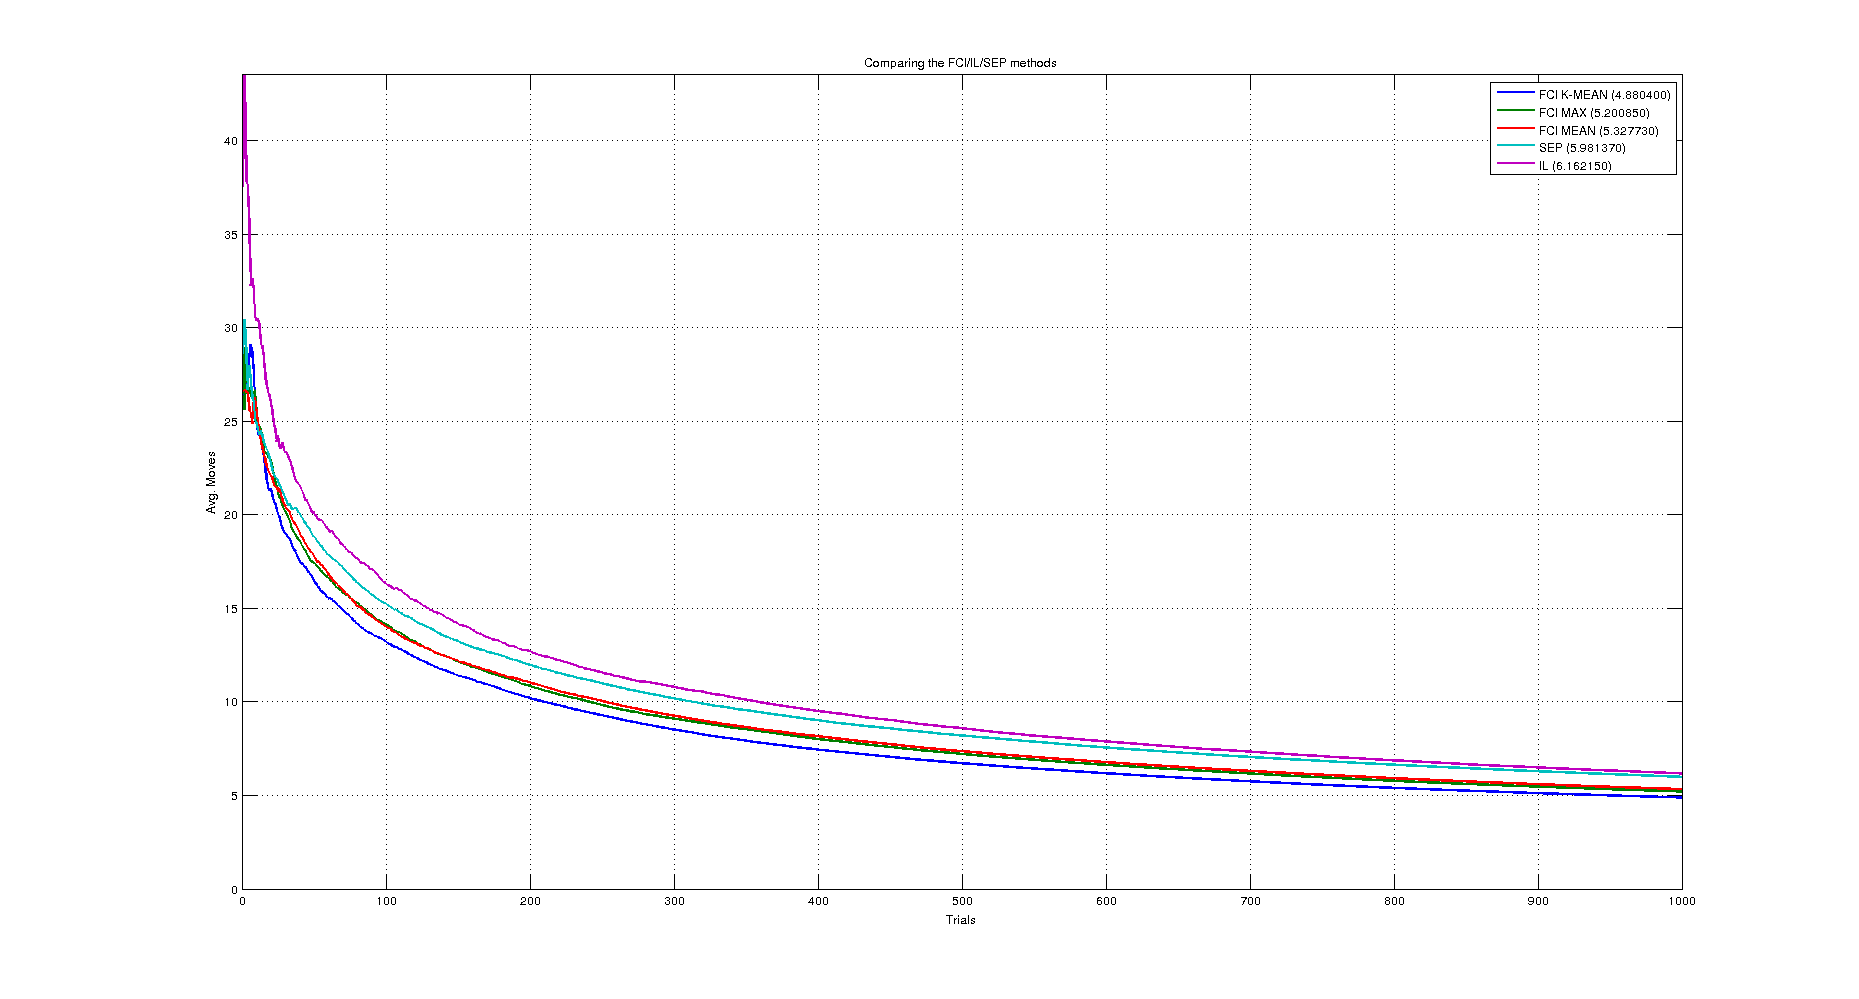 Comparing the FCI/IL/SEP methods
FCI K-MEAN (4.880400)
FCI MAX (5.200850)
FCI MEAN (5.327730)
SEP (5.981370)
IL (6.162150)
40
35
30
25
20
15
10
5
0
Avg. Moves
0 100 200 300 400 500 600 700 800 900 1000
Trials